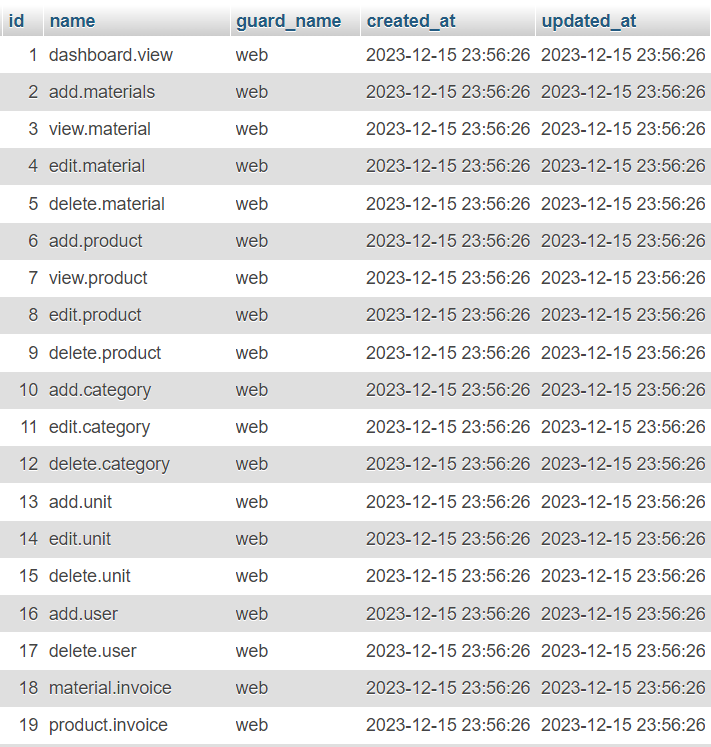 id name guard_name created_at updated_at
1 dashboard.view web 2023-12-15 23:56:26 2023-12-15 23:56:26
2 add.materials web 2023-12-15 23:56:26 2023-12-15 23:56:26
3 view.material web 2023-12-15 23:56:26 2023-12-15 23:56:26
4 edit.material web 2023-12-15 23:56:26 2023-12-15 23:56:26
5 delete.material web 2023-12-15 23:56:26 2023-12-15 23:56:26
6 add.product web 2023-12-15 23:56:26 2023-12-15 23:56:26
7 view.product web 2023-12-15 23:56:26 2023-12-15 23:56:26
8 edit.product web 2023-12-15 23:56:26 2023-12-15 23:56:26
9 delete.product web 2023-12-15 23:56:26 2023-12-15 23:56:26
10 add.category web 2023-12-15 23:56:26 2023-12-15 23:56:26
11 edit.category web 2023-12-15 23:56:26 2023-12-15 23:56:26
12 delete.category web 2023-12-15 23:56:26 2023-12-15 23:56:26
13 add.unit web 2023-12-15 23:56:26 2023-12-15 23:56:26
14 edit.unit web 2023-12-15 23:56:26 2023-12-15 23:56:26
15 delete.unit web 2023-12-15 23:56:26 2023-12-15 23:56:26
16 add.user web 2023-12-15 23:56:26 2023-12-15 23:56:26
17 delete.user web 2023-12-15 23:56:26 2023-12-15 23:56:26
18 material.invoice web 2023-12-15 23:56:26 2023-12-15 23:56:26
19 product.invoice web 2023-12-15 23:56:26 2023-12-15 23:56:26